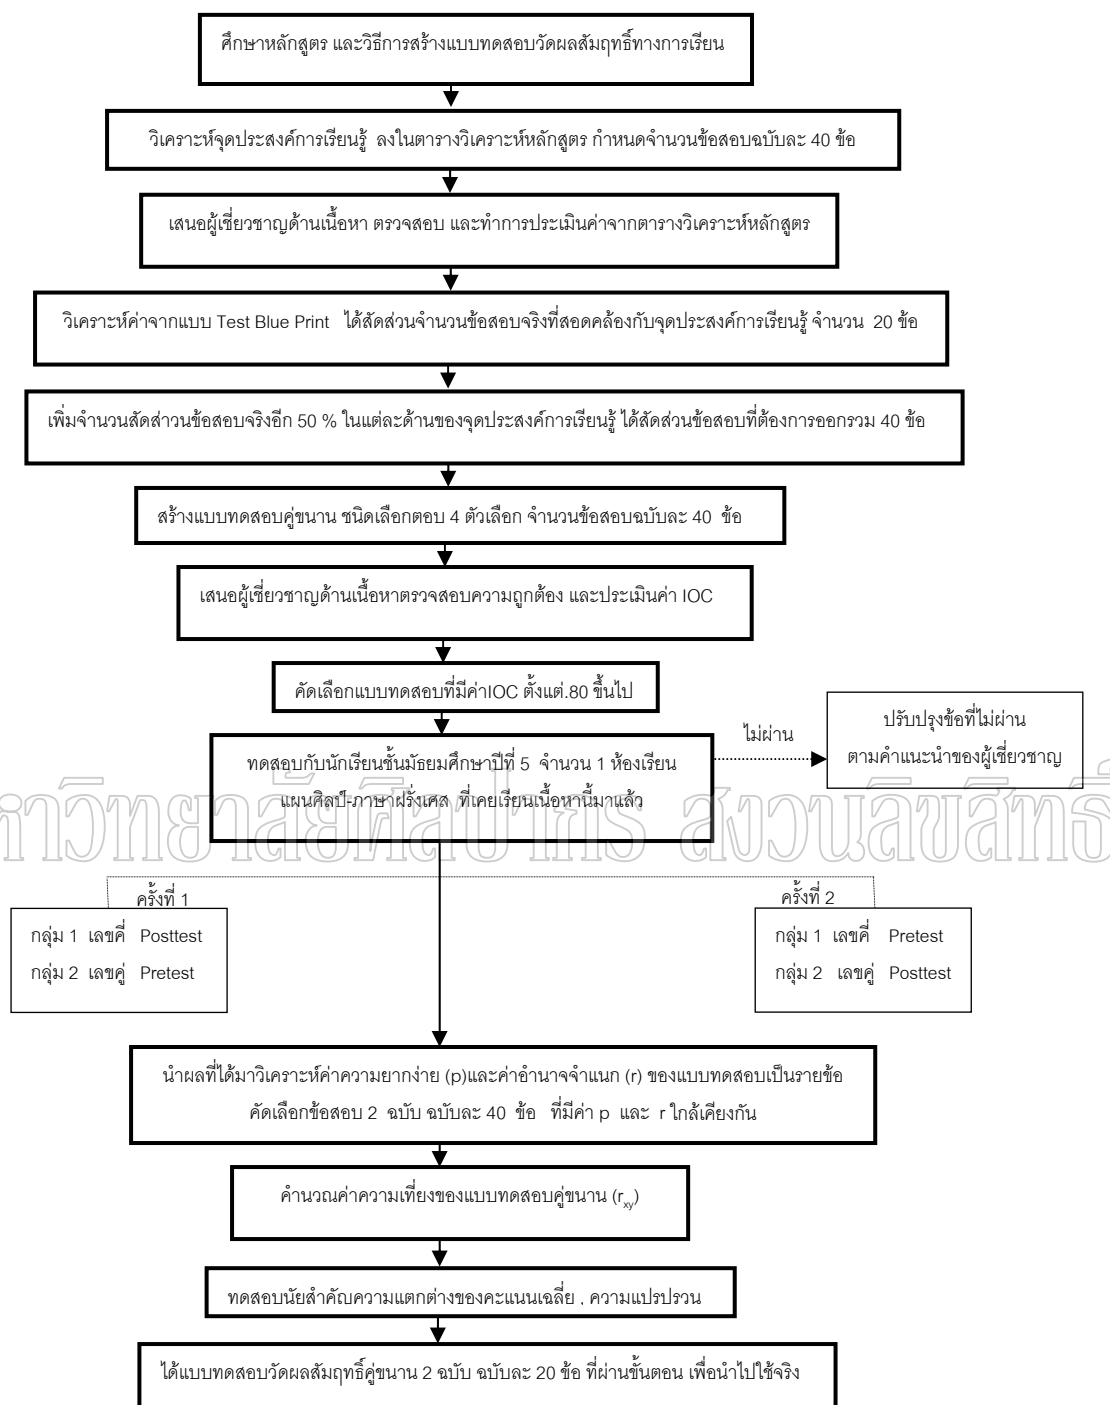 ศึกษาหลักสูตร และวิธีการสร้างแบบทดสอบวัดผลสัมฤทธิ์ทางการเรียน
วิเคราะห์จุดประสงค์การเรียนรู้ ลงในตารางวิเคราะห์หลักสูตร กำหนดจำนวนข้อสอบฉบับละ 40 ข้อ
เสนอผู้เชี่ยวชาญด้านเนื้อหา ตรวจสอบ และทำการประเมินค่าจากตารางวิเคราะห์หลักสูตร
วิเคราะห์ค่าจากแบบ Test Blue Print ได้สัดส่วนจำนวนข้อสอบจริงที่สอดคล้องกับจุดประสงค์การเรียนรู้ จำนวน 20 ข้อ
เพิ่มจำนวนสัดส่าวนข้อสอบจริงอีก 50 % ในแต่ละด้านของจุดประสงค์การเรียนรู้ ได้สัดส่วนข้อสอบที่ต้องการออกรวม 40 ข้อ
สร้างแบบทดสอบคู่ขนาน ชนิดเลือกตอบ 4 ตัวเลือก จำนวนข้อสอบฉบับละ 40 ข้อ
เสนอผู้เชี่ยวชาญด้านเนื้อหาตรวจสอบความถูกต้อง และประเมินค่า IOC
คัดเลือกแบบทดสอบที่มีค่าIOC ตั้งแต่.80 ขึ้นไป
ทดสอบกับนักเรียนชั้นมัธยมศึกษาปีที่ 5 จำนวน 1 ห้องเรียน
แผนศิลป์-ภาษาฝรั่งเศส ที่เคยเรียนเนื้อหานี้มาแล้ว
ไม่ผ่าน
ปรับปรุงข้อที่ไม่ผ่าน
ตามคำแนะนำของผู้เชี่ยวชาญ
หาวิทยาลัยศิลปากร สงวนลิขสิทธิ์
ครั้งที่ 1
กลุ่ม 1 เลขคี่ Posttest
กลุ่ม 2 เลขคู่ Pretest
ครั้งที่ 2
กลุ่ม 1 เลขคี่ Pretest
กลุ่ม 2 เลขคู่ Posttest
นำผลที่ได้มาวิเคราะห์ค่าความยากง่าย (p)และค่าอำนาจจำแนก (r) ของแบบทดสอบเป็นรายข้อ
คัดเลือกข้อสอบ 2 ฉบับ ฉบับละ 40 ข้อ ที่มีค่า p และ r ใกล้เคียงกัน
คำนวณค่าความเที่ยงของแบบทดสอบคู่ขนาน (rxy)
ทดสอบนัยสำคัญความแตกต่างของคะแนนเฉลี่ย , ความแปรปรวน
ได้แบบทดสอบวัดผลสัมฤทธิ์คู่ขนาน 2 ฉบับ ฉบับละ 20 ข้อ ที่ผ่านขั้นตอน เพื่อนำไปใช้จริง